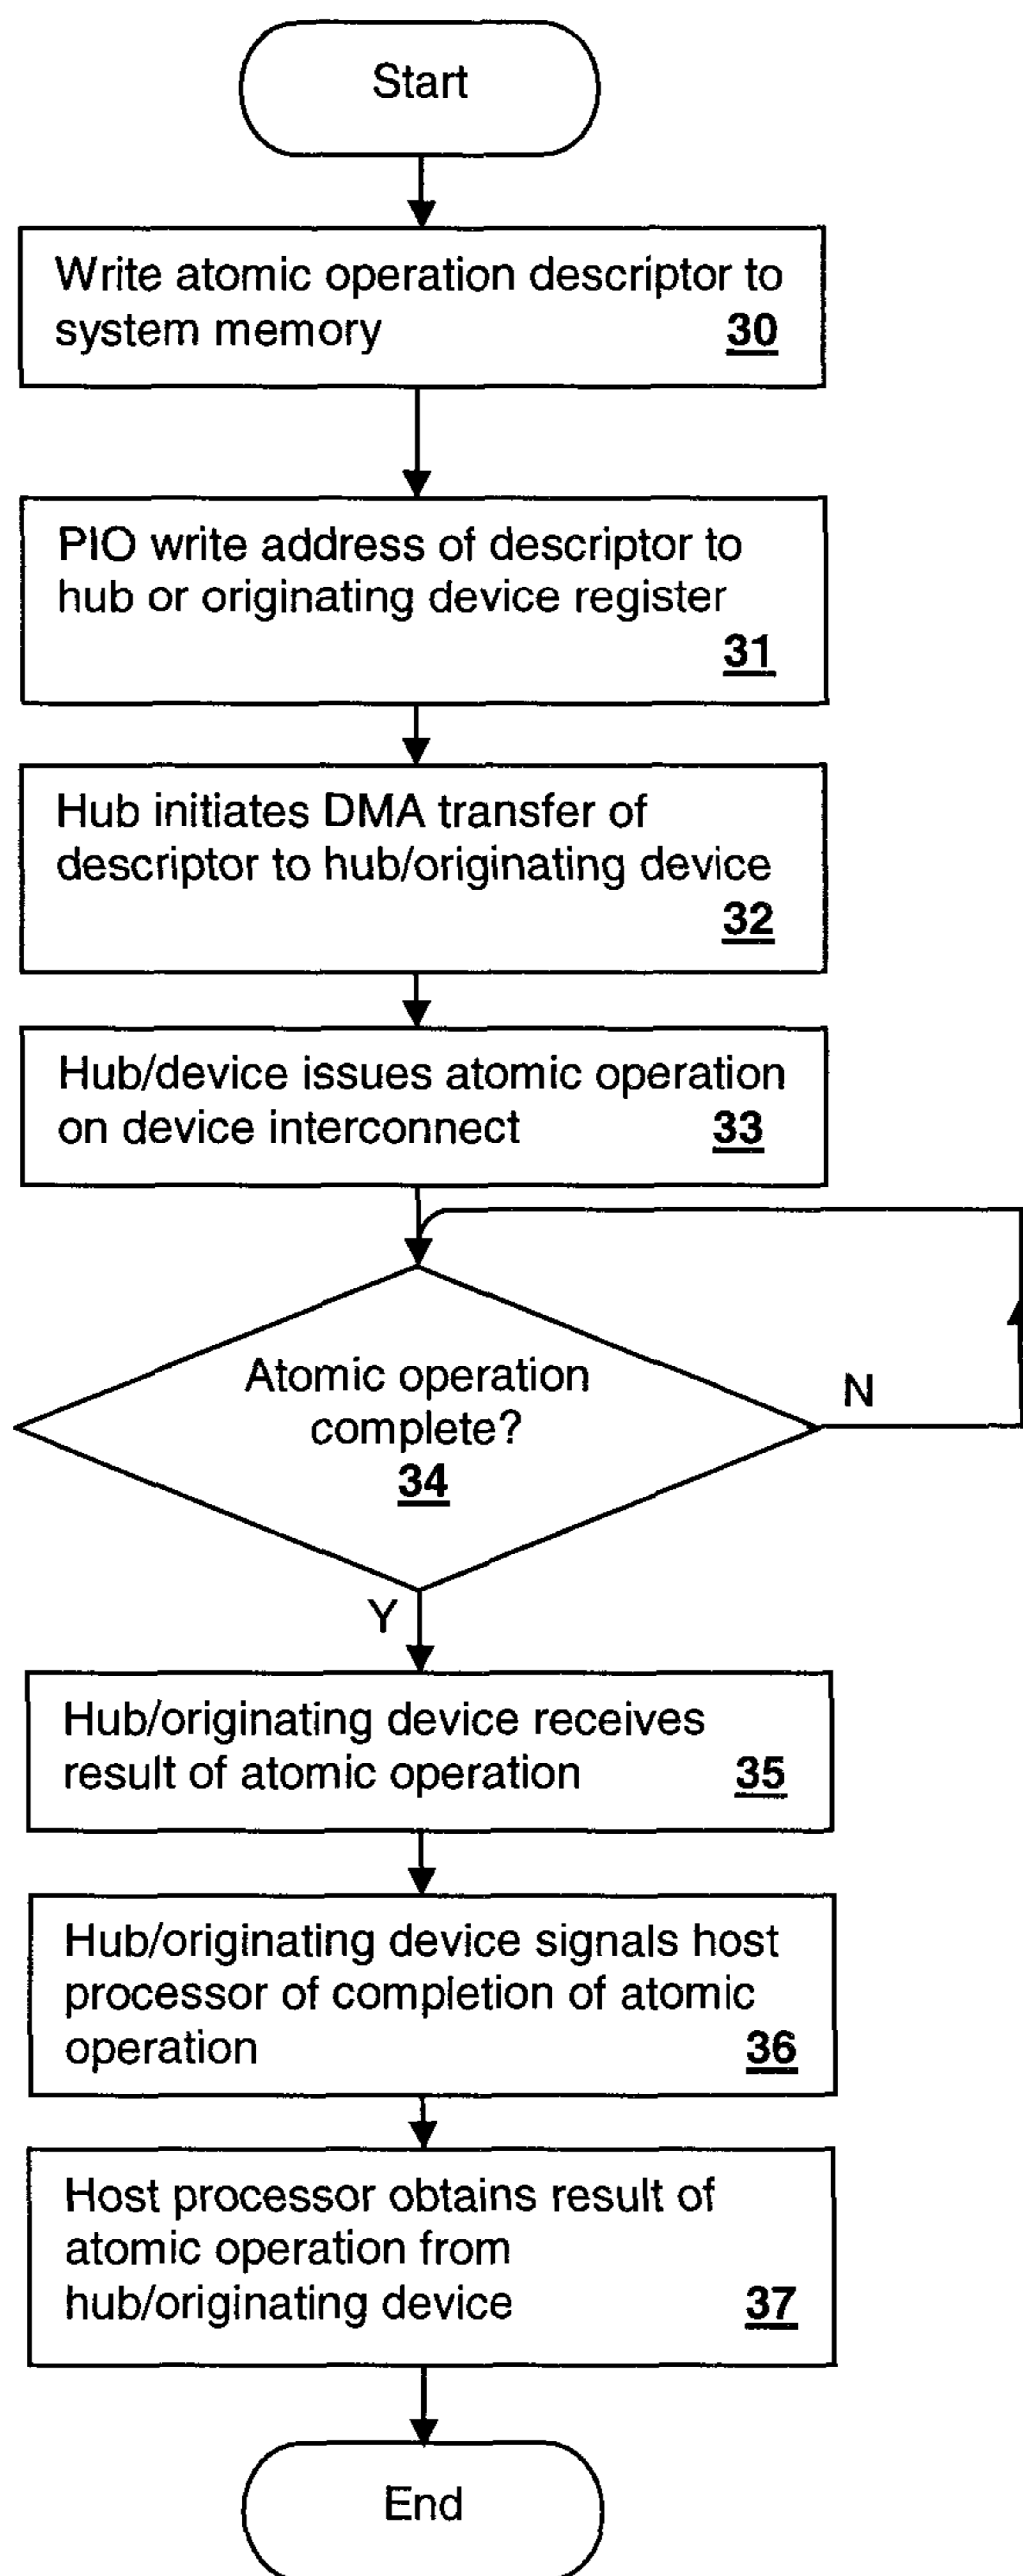 Start
Write atomic operation descriptor to
system memory 30
PIO write address of descriptor to
hub or originating device register
31
Hub initiates DMA transfer of
descriptor to hub/originating device
32
Hub/device issues atomic operation
on device interconnect 33
Atomic operation
complete?
34
N
Y
Hub/originating device receives
result of atomic operation 35
Hub/originating device signals host
processor of completion of atomic
operation 36
Host processor obtains result of
atomic operation from
hub/originating device 37
End